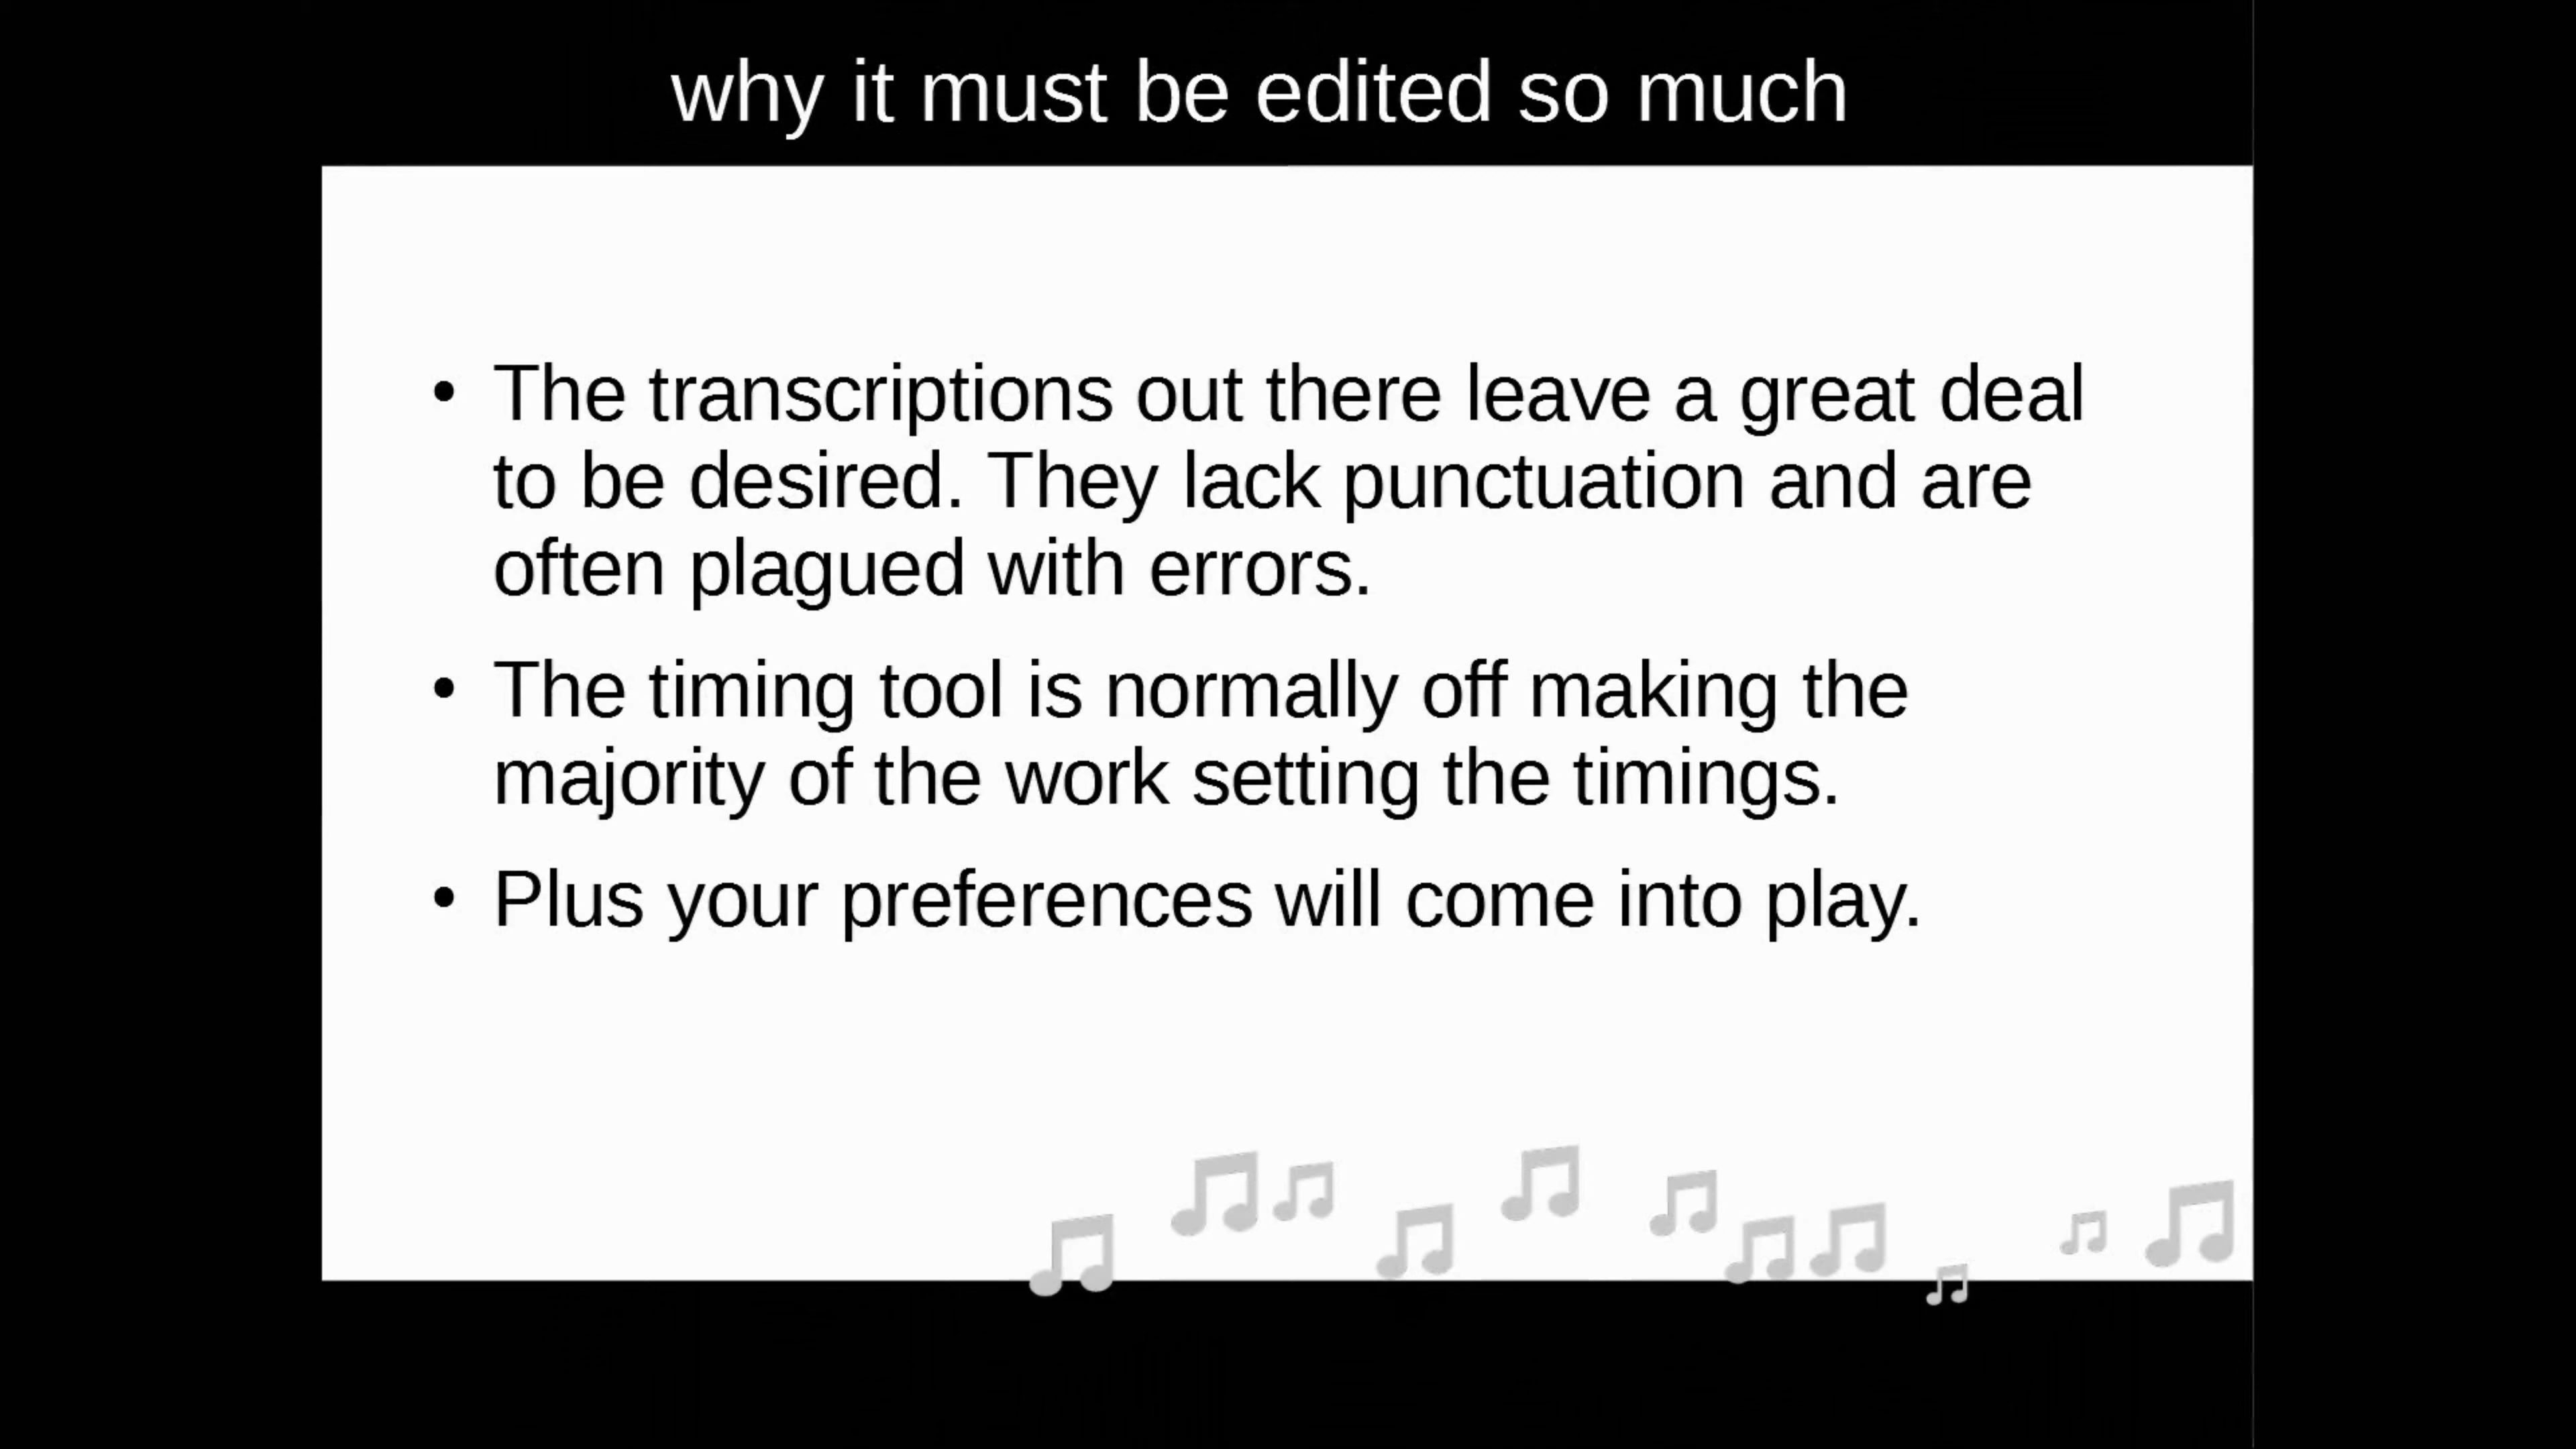 why it must be edited so much
• The transcriptions out there leave a great deal
to be desired. They lack punctuation and are
often plagued with errors.
• The timing tool is normally off making the
majority of the work setting the timings.
• Plus your preferences will come into play.